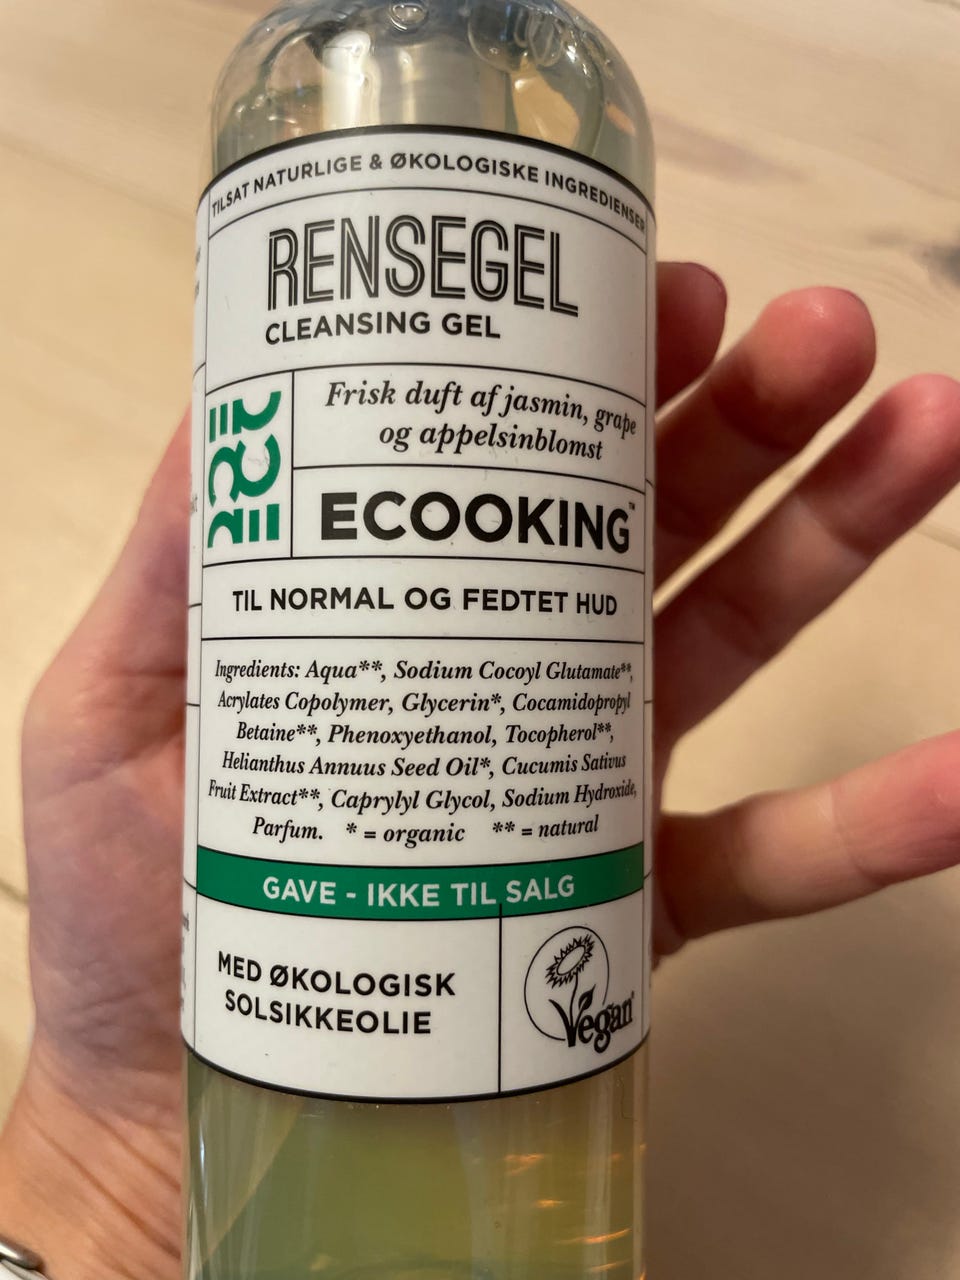 TILSAT NATURLIGE & ØKOLOGISKE INGREDIENSER
RENSEGEL
CLEANSING GEL
Frisk duft af jasmin, grape
og appelsinblomst
ECOOKING™
TIL NORMAL OG FEDTET HUD
Ingredients: Aqua**, Sodium Cocoyl Glutamate**,
Acrylates Copolymer, Glycerin*, Cocamidopropyl
Betaine**, Phenoxyethanol, Tocopherol**,
Helianthus Annuus Seed Oil*, Cucumis Sativus
Fruit Extract**, Caprylyl Glycol, Sodium Hydroxide,
Parfum. * = organic ** = natural
GAVE - IKKE TIL SALG
MED ØKOLOGISK
SOLSIKKEOLIE
Vegan